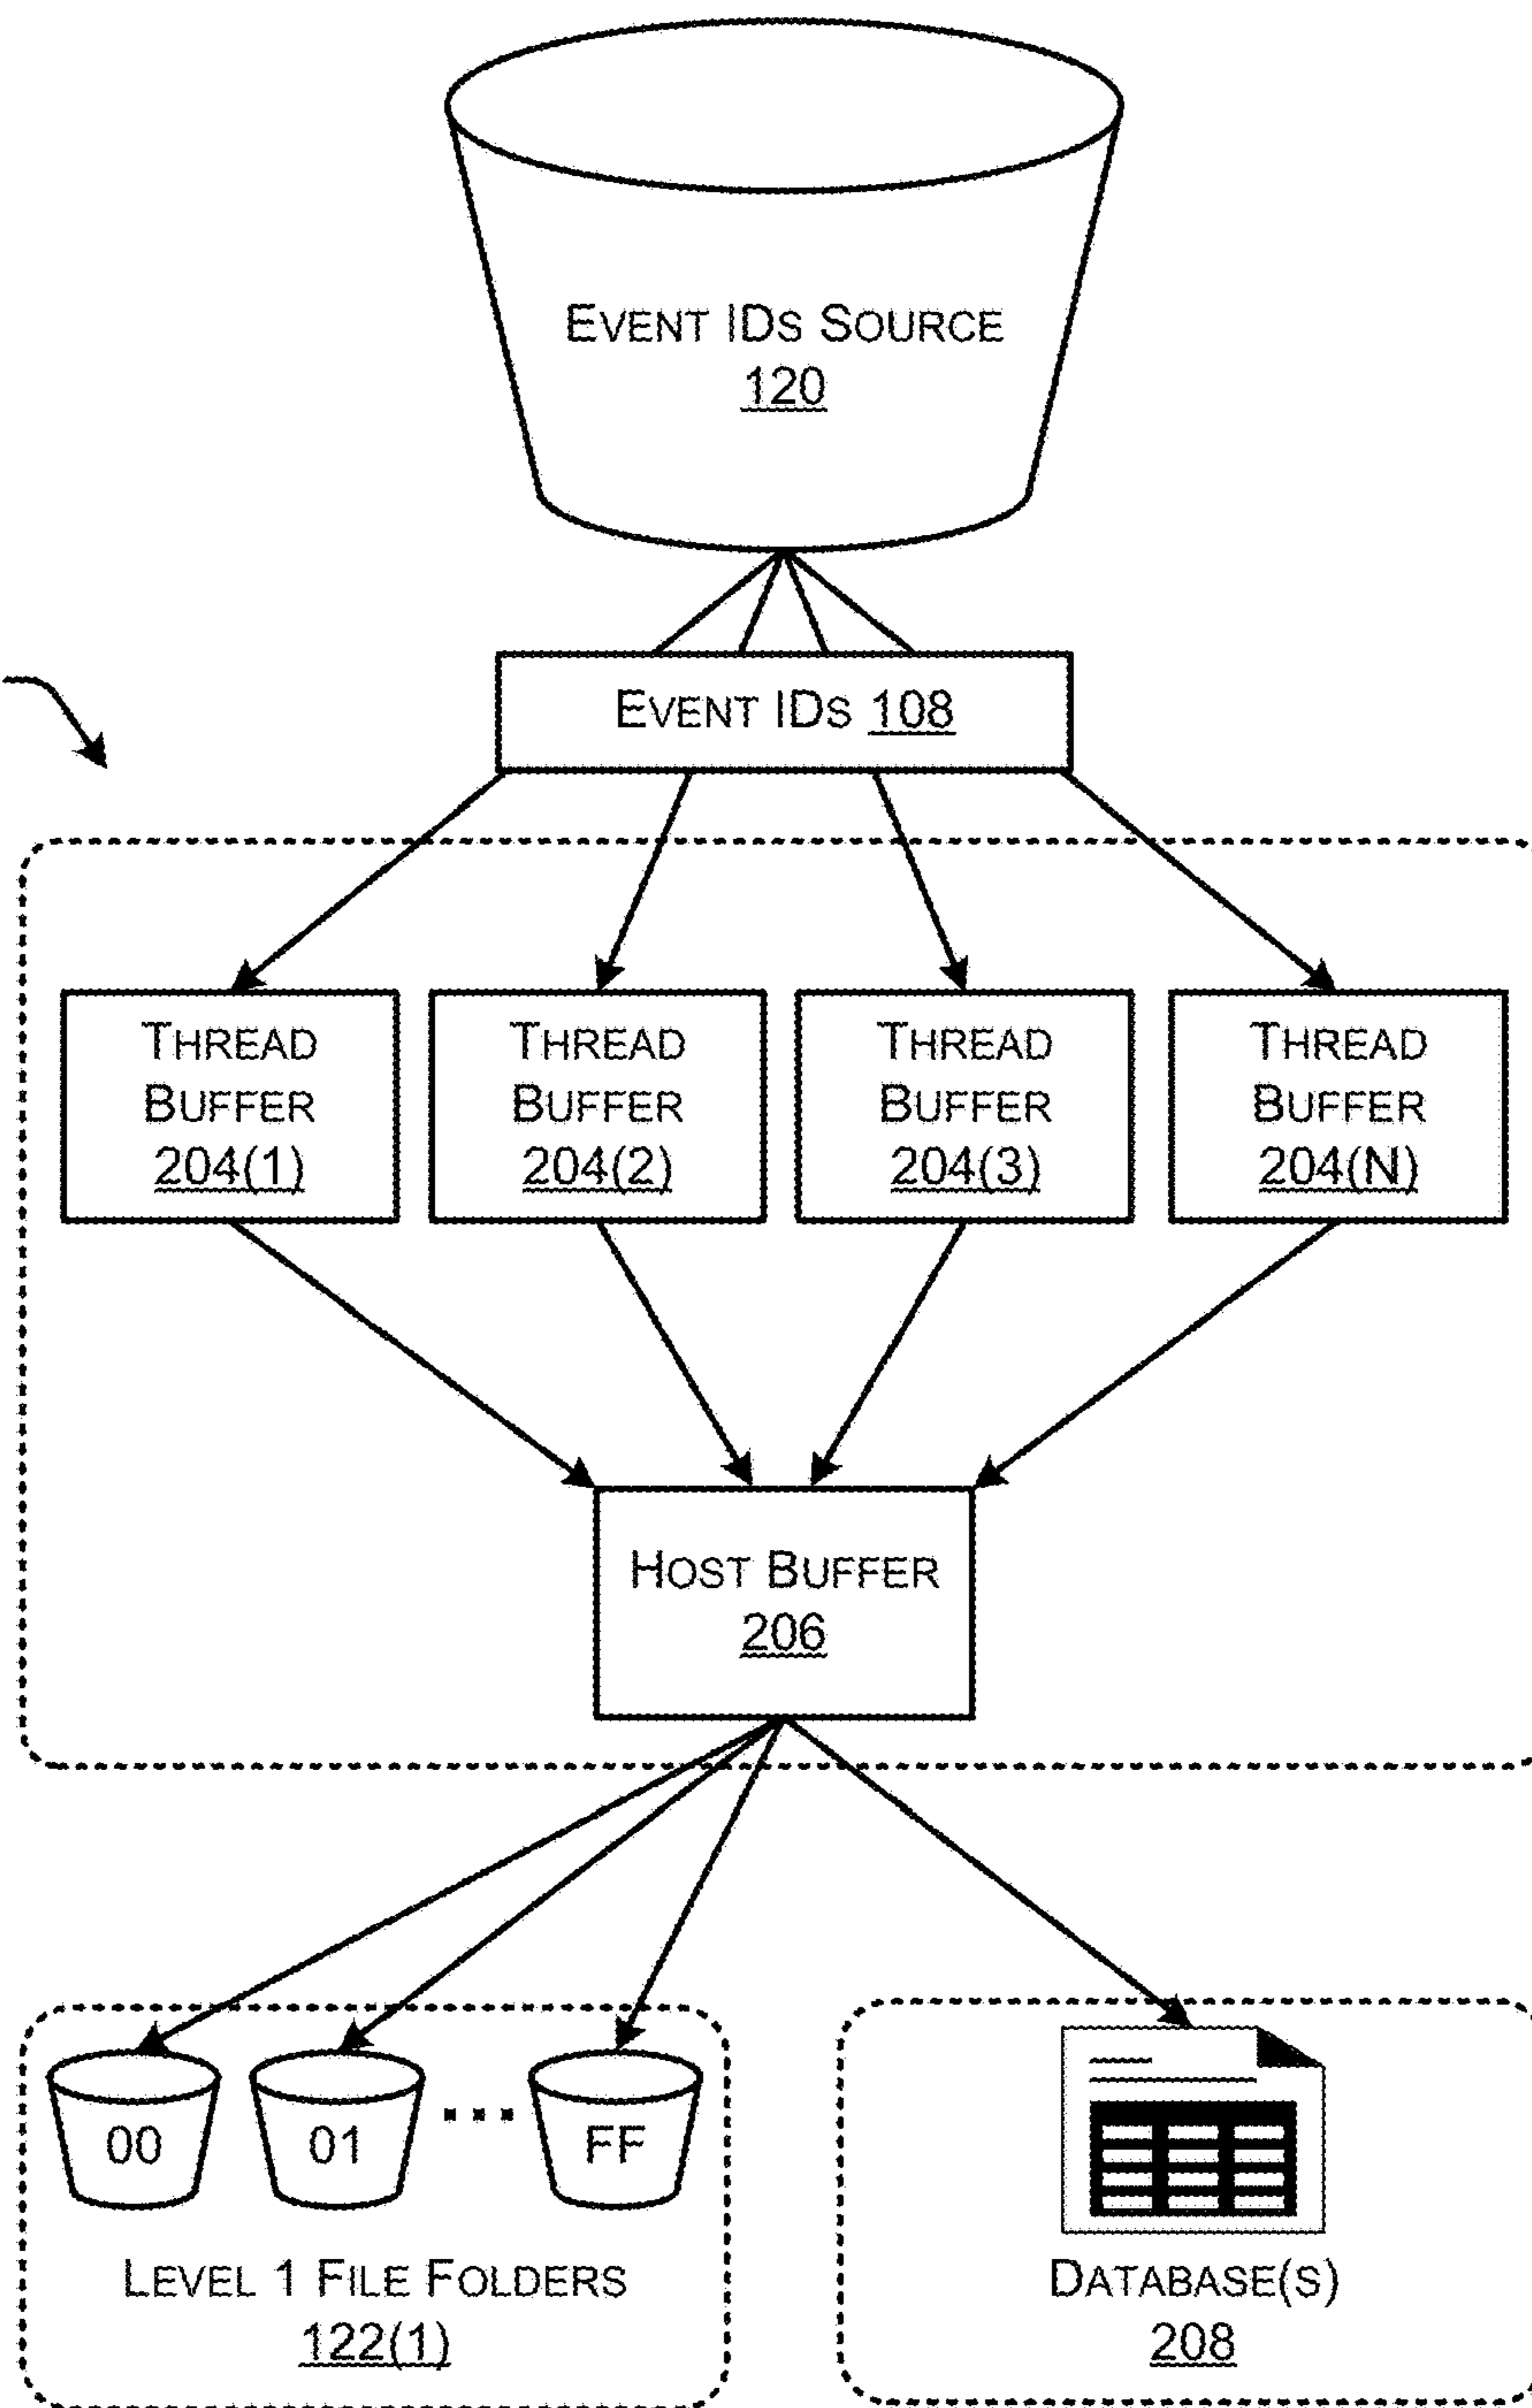 EVENT IDS SOURCE
120
EVENT IDS 108
THREAD
BUFFER
204(1)
THREAD
BUFFER
204(2)
THREAD
BUFFER
204(3)
THREAD
BUFFER
204(N)
HOST BUFFER
206
00
01
...
FF
LEVEL 1 FILE FOLDERS
122(1)
DATABASE(S)
208